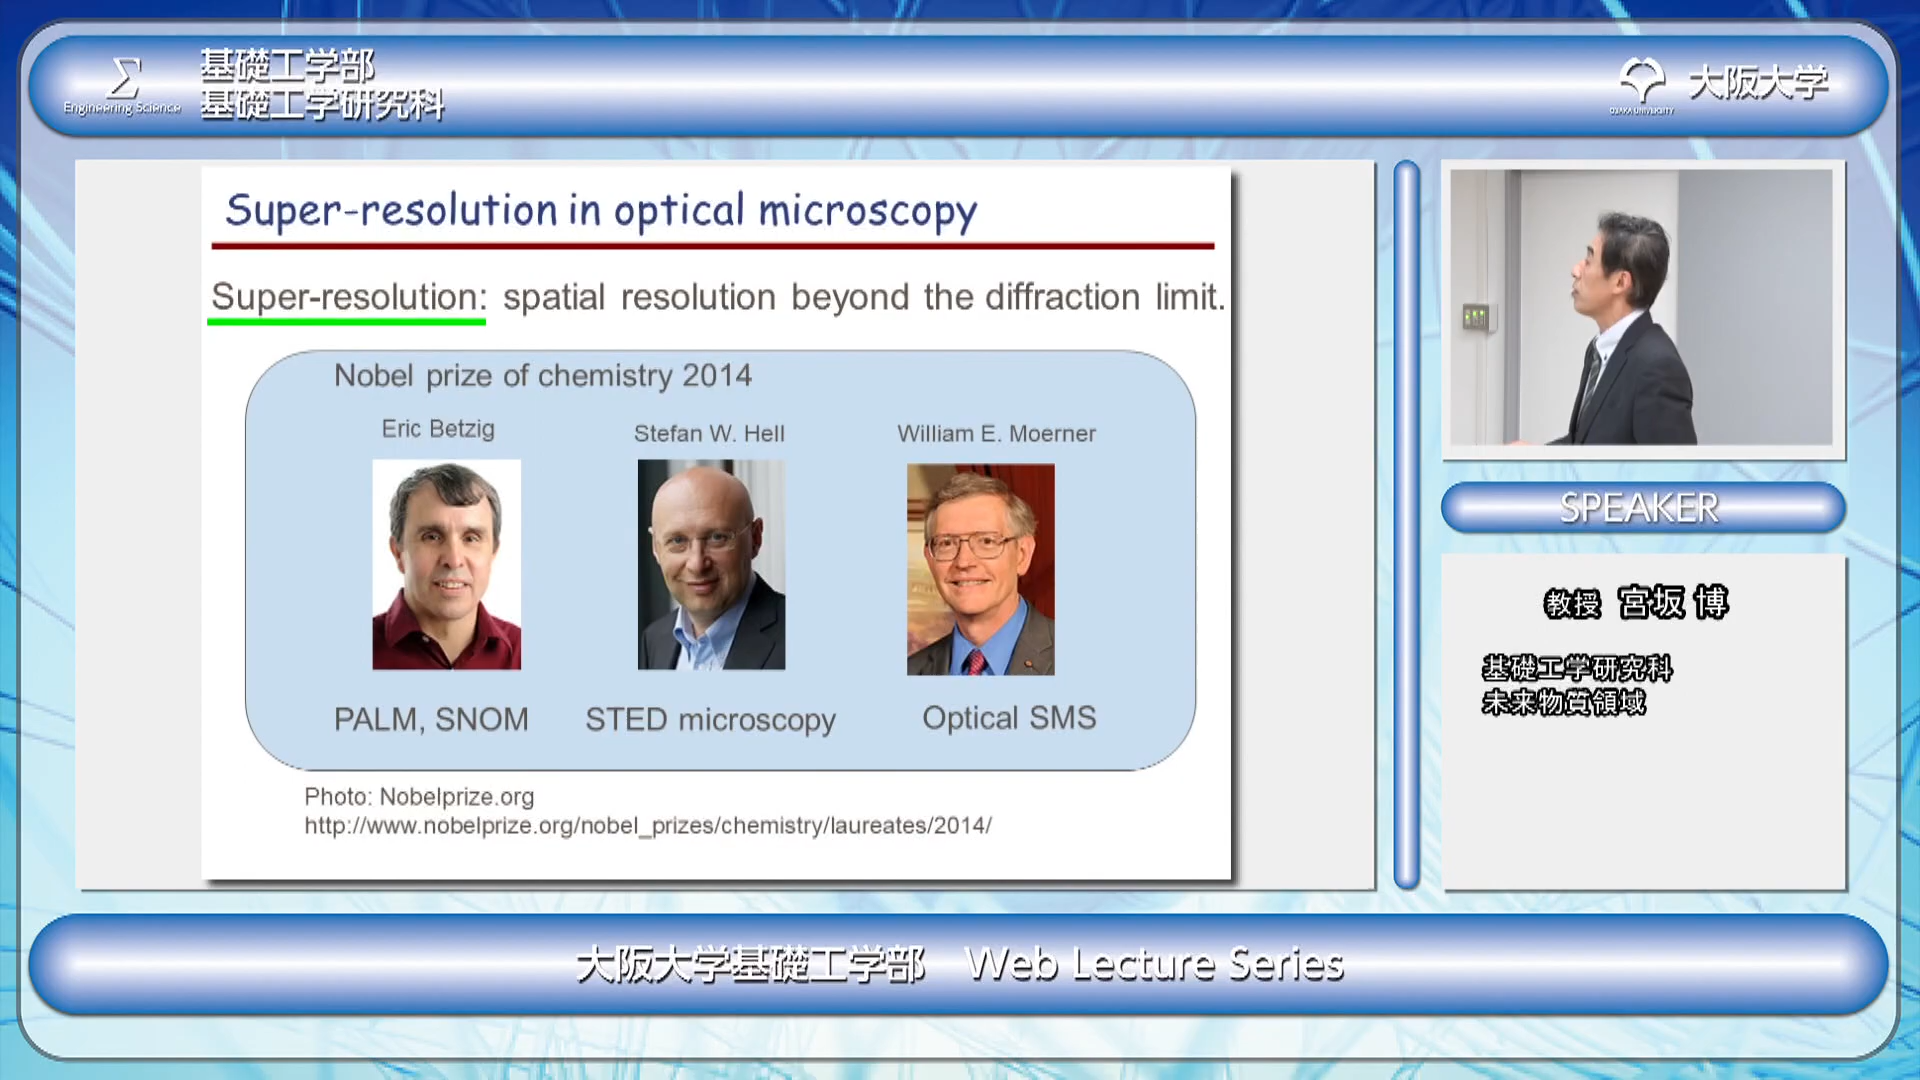 Σ
Engineering Science
基礎工学部
基礎工学研究科
OSAKA UNIVERSITY
大阪大学
Super-resolution in optical microscopy
Super-resolution: spatial resolution beyond the diffraction limit.
Nobel prize of chemistry 2014
Eric Betzig
Stefan W. Hell
William E. Moerner
PALM, SNOM
STED microscopy
Optical SMS
Photo: Nobelprize.org
http://www.nobelprize.org/nobel_prizes/chemistry/laureates/2014/
SPEAKER
教授 宮坂 博
基礎工学研究科
未来物質領域
大阪大学基礎工学部 Web Lecture Series